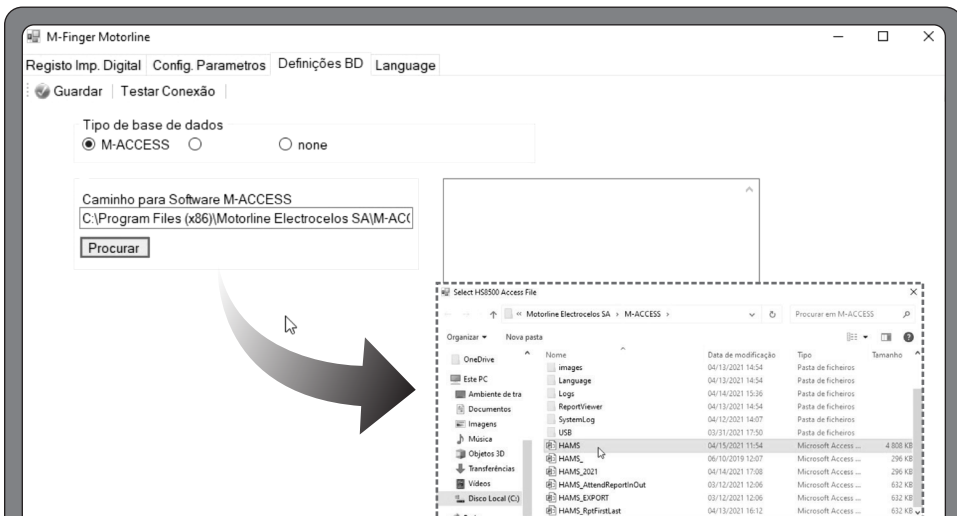 M-Finger Motorline
Registo Imp. Digital Config. Parametros Definições BD Language
Guardar Testar Conexão
Tipo de base de dados
M-ACCESS none
Caminho para Software M-ACCESS
C:\Program Files (x86)\Motorline Electrocelos SA\M-AC(
Procurar
Select HS8500 Access File
« Motorline Electrocelos SA › M-ACCESS › Procurar em M-ACCESS
Organizar Nova pasta
OneDrive
Este PC
Ambiente de tra
Documentos
Imagens
Música
Objetos 3D
Transferências
Vídeos
Disco Local (C:)
Nome Data de modificação Tipo Tamanho
images 04/13/2021 14:54 Pasta de ficheiros
Language 04/13/2021 14:54 Pasta de ficheiros
Logs 04/14/2021 15:36 Pasta de ficheiros
ReportViewer 04/13/2021 14:54 Pasta de ficheiros
SystemLog 04/12/2021 14:07 Pasta de ficheiros
USB 03/31/2021 17:50 Pasta de ficheiros
HAMS 04/15/2021 11:54 Microsoft Access ... 4 808 KB
HAMS_ 06/10/2019 12:07 Microsoft Access ... 296 KB
HAMS_2021 04/14/2021 17:08 Microsoft Access ... 296 KB
HAMS_AttendReportInOut 03/12/2021 12:06 Microsoft Access ... 632 KB
HAMS_EXPORT 03/12/2021 12:06 Microsoft Access ... 632 KB
HAMS_RptFirstLast 04/13/2021 16:12 Microsoft Access ... 632 KB